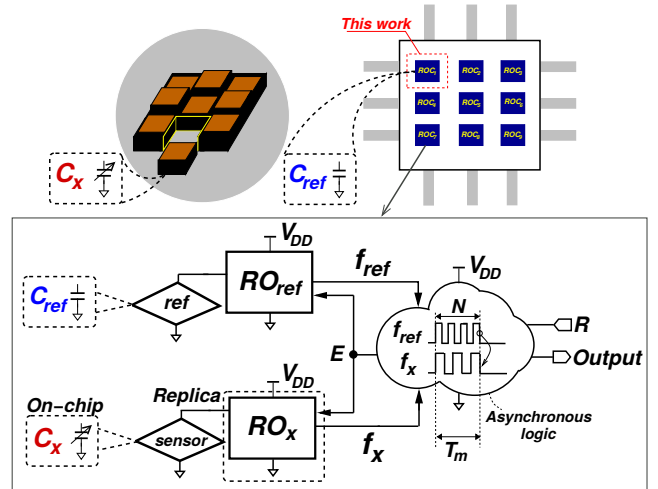 This work
ROC1 ROC2 ROC3
ROC4 ROC5 ROC6
ROC7 ROC8 ROC9
Cx
Cref
VDD
fref
VDD
Cref
ref
ROref
N
fref
R
E
fx
Output
VDD
On-chip
Replica
Asynchronous
logic
Cx
sensor
ROx
fx
Tm